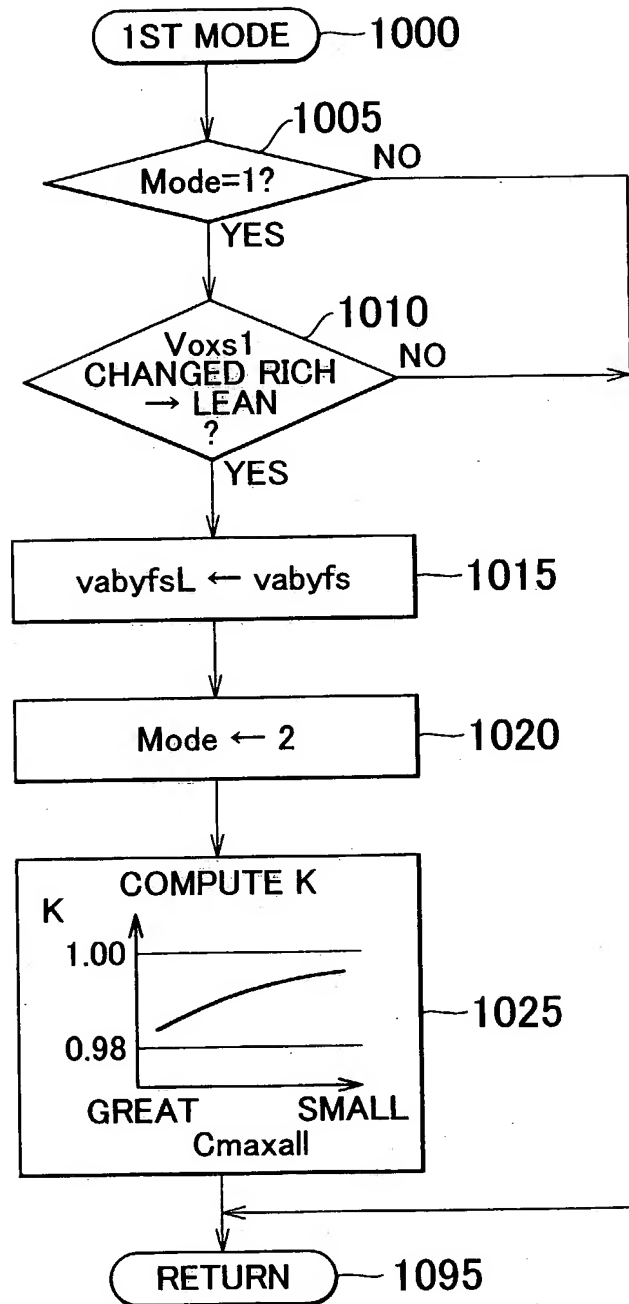 1ST MODE
1000
1005
Mode=1?
NO
YES
1010
Voxs1
CHANGED RICH
→ LEAN
?
NO
YES
vabyfsL ← vabyfs
1015
Mode ← 2
1020
COMPUTE K
K
1.00
0.98
1025
GREAT SMALL
Cmaxall
RETURN
1095